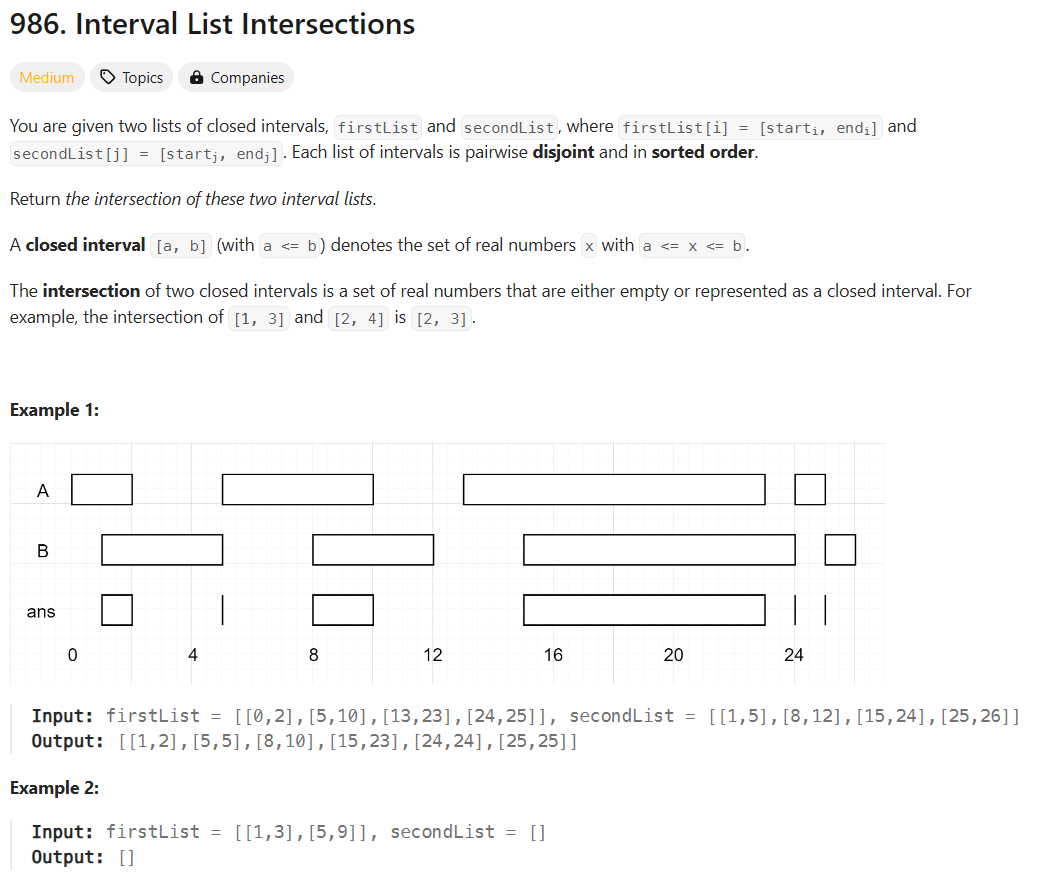 986. Interval List Intersections
Medium Topics Companies
You are given two lists of closed intervals, firstList and secondList, where firstList[i] = [startᵢ, endᵢ] and
secondList[j] = [startⱼ, endⱼ]. Each list of intervals is pairwise disjoint and in sorted order.
Return the intersection of these two interval lists.
A closed interval [a, b] (with a <= b) denotes the set of real numbers x with a <= x <= b.
The intersection of two closed intervals is a set of real numbers that are either empty or represented as a closed interval. For
example, the intersection of [1, 3] and [2, 4] is [2, 3].
Example 1:
A
B
ans
0 4 8 12 16 20 24
Input: firstList = [[0,2],[5,10],[13,23],[24,25]], secondList = [[1,5],[8,12],[15,24],[25,26]]
Output: [[1,2],[5,5],[8,10],[15,23],[24,24],[25,25]]
Example 2:
Input: firstList = [[1,3],[5,9]], secondList = []
Output: []